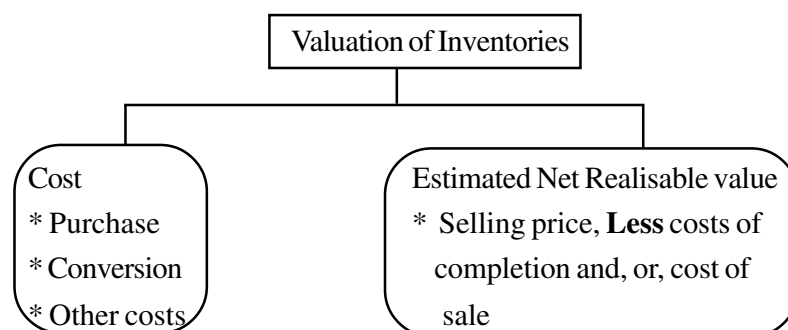 Valuation of Inventories
Cost
* Purchase
* Conversion
* Other costs
Estimated Net Realisable value
* Selling price, Less costs of
completion and, or, cost of
sale